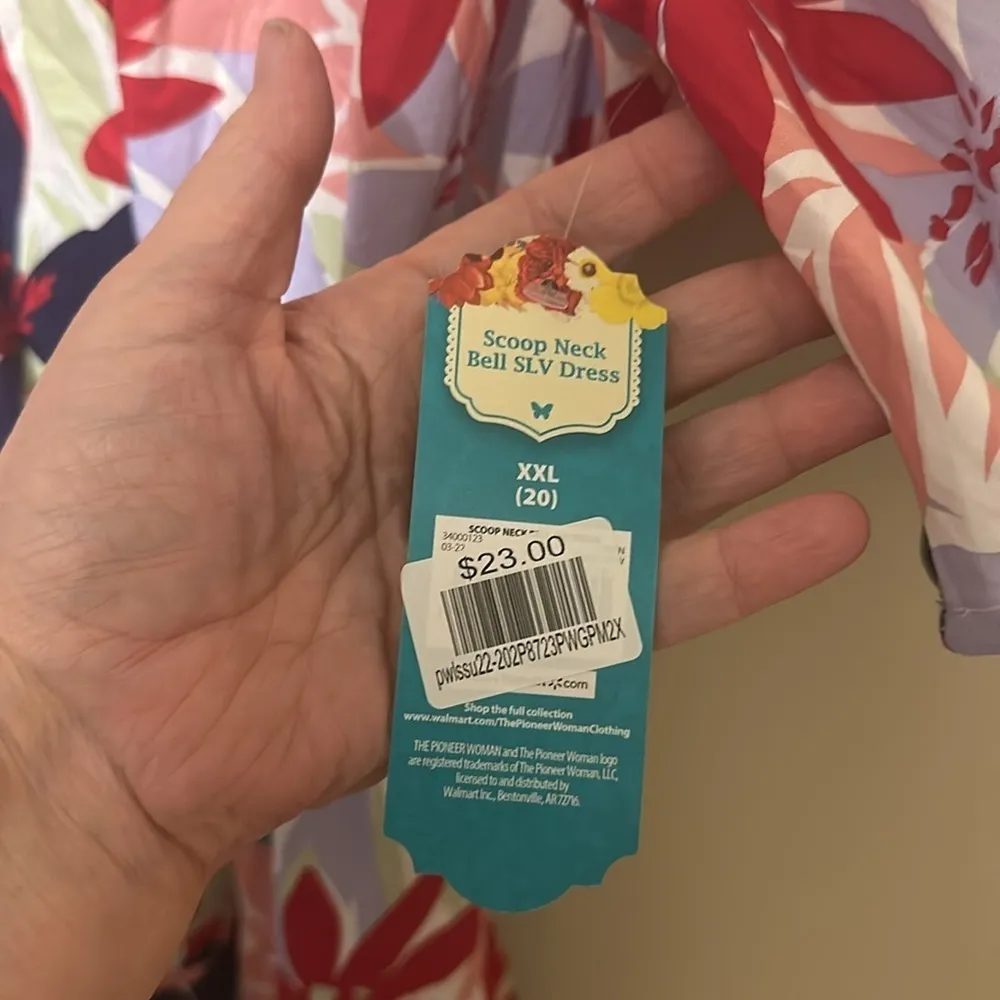 Scoop Neck
Bell SLV Dress
XXL
(20)
SCOOP NECK
34000123
03-22
$23.00
N
V
pwlssu22-202P8723PWGPM2X
.com
Shop the full collection
www.walmart.com/ThePioneerWomanClothing
THE PIONEER WOMAN and The Pioneer Woman logo
are registered trademarks of The Pioneer Woman, LLC,
licensed to and distributed by
Walmart Inc., Bentonville, AR 72716.